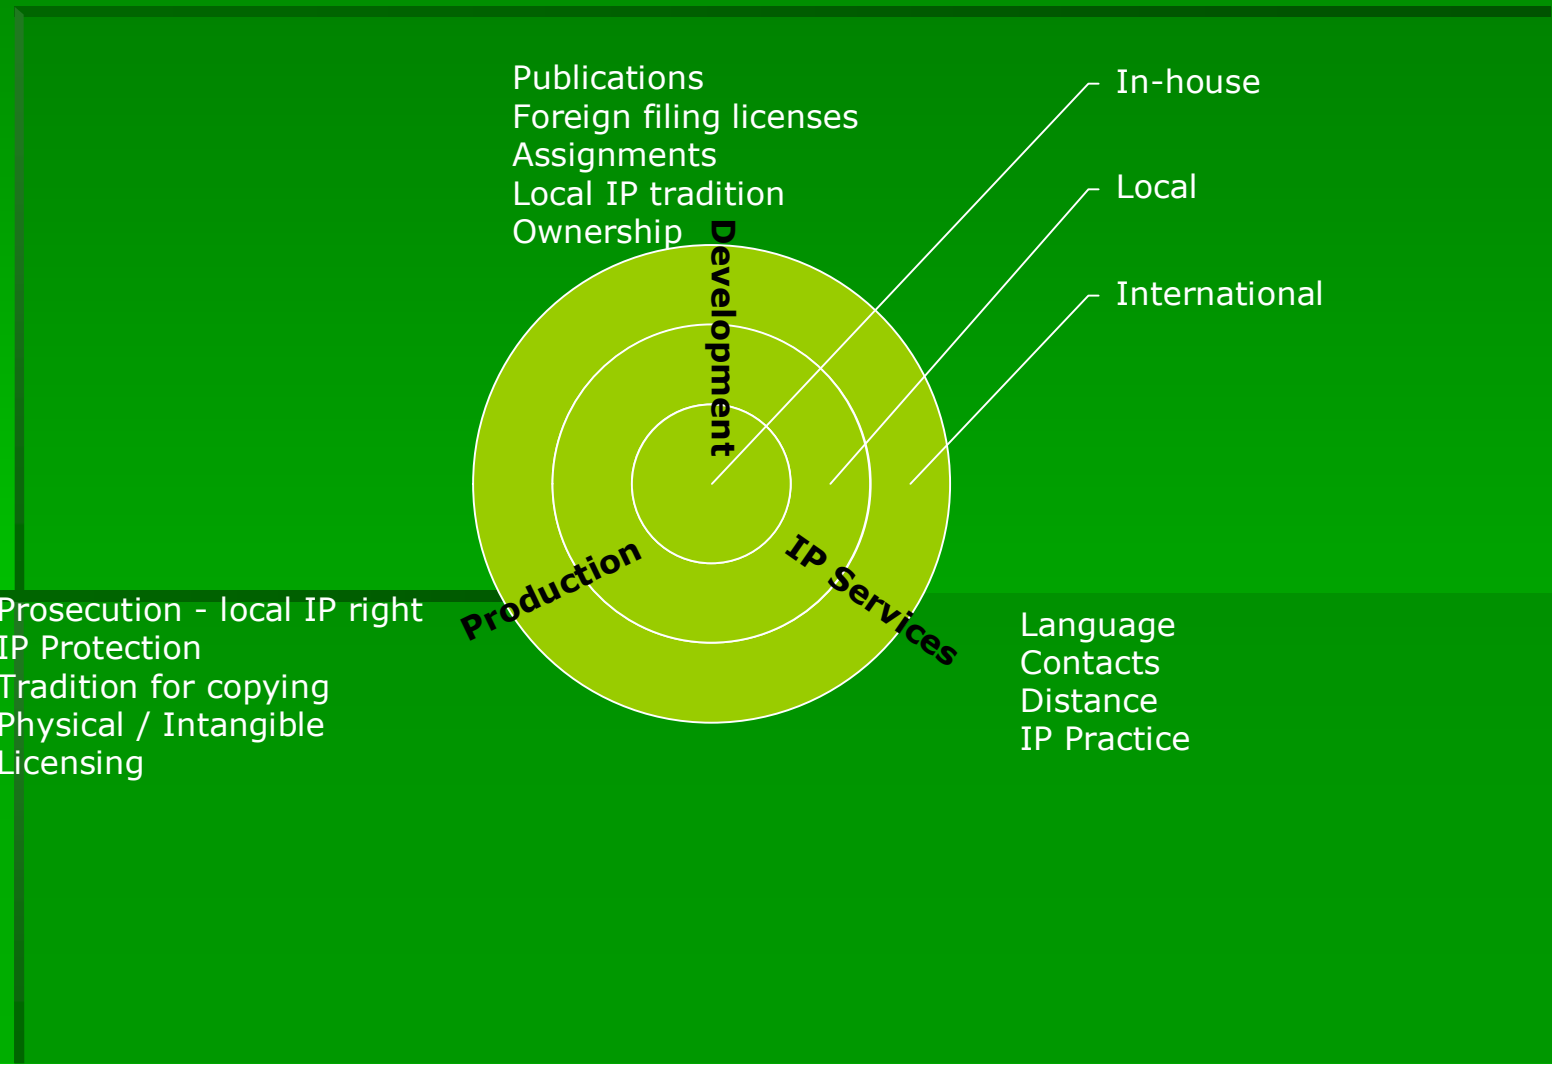 Publications
Foreign filing licenses
Assignments
Local IP tradition
Ownership
In-house
Local
International
Development
Production
IP Services
Prosecution - local IP right
IP Protection
Tradition for copying
Physical / Intangible
Licensing
Language
Contacts
Distance
IP Practice